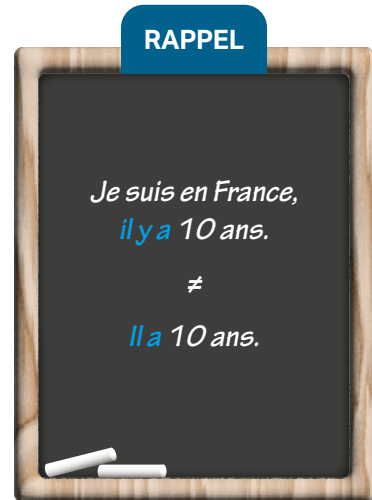 RAPPEL
Je suis en France,
il y a 10 ans.
≠
Il a 10 ans.